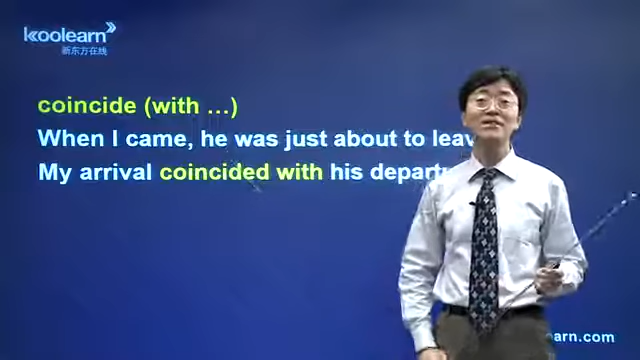 koolearn
新东方在线
coincide (with …)
When I came, he was just about to leav
My arrival coincided with his departu
arn.com